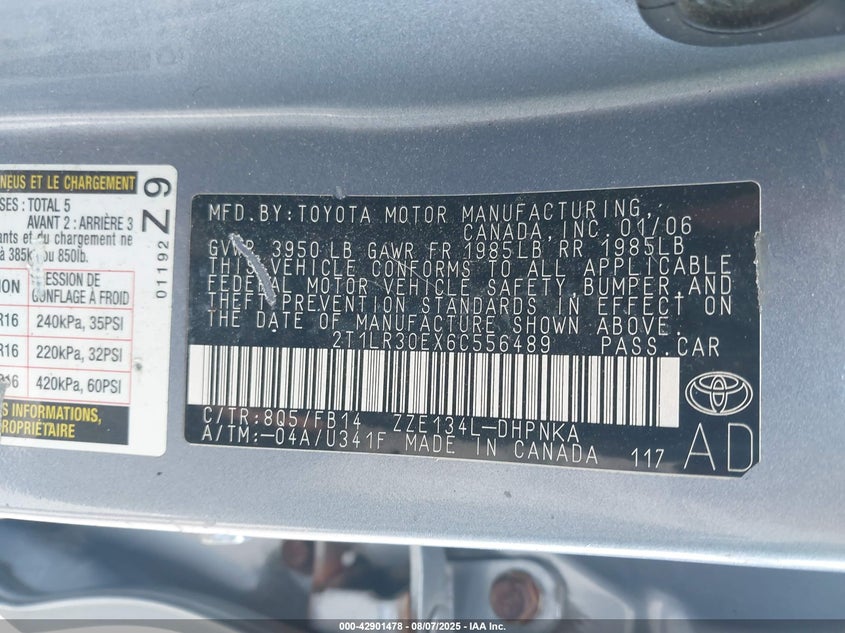 NEUS ET LE CHARGEMENT
SES : TOTAL 5
AVANT 2 : ARRIÈRE 3
ants et du chargement ne
à 385k ou 850lb.
ION
ESSION DE
GONFLAGE À FROID
R16 240kPa, 35PSI
R16 220kPa, 32PSI
R16 420kPa, 60PSI
S INFORMATIONS,
PROPRIÉTAIRE
Z9
01192
MFD. BY: TOYOTA MOTOR MANUFACTURING,
CANADA, INC. 01/06
GVWR 3950 LB GAWR FR 1985LB RR 1985LB
THIS VEHICLE CONFORMS TO ALL APPLICABLE
FEDERAL MOTOR VEHICLE SAFETY, BUMPER, AND
THEFT PREVENTION STANDARDS IN EFFECT ON
THE DATE OF MANUFACTURE SHOWN ABOVE.
2T1LR30EX6C556489 PASS.CAR
C/TR:8Q5/FB14 ZZE134L-DHPNKA
A/TM:-04A/U341F MADE IN CANADA 117
AD
000-42901478 - 08/07/2025 - IAA Inc.